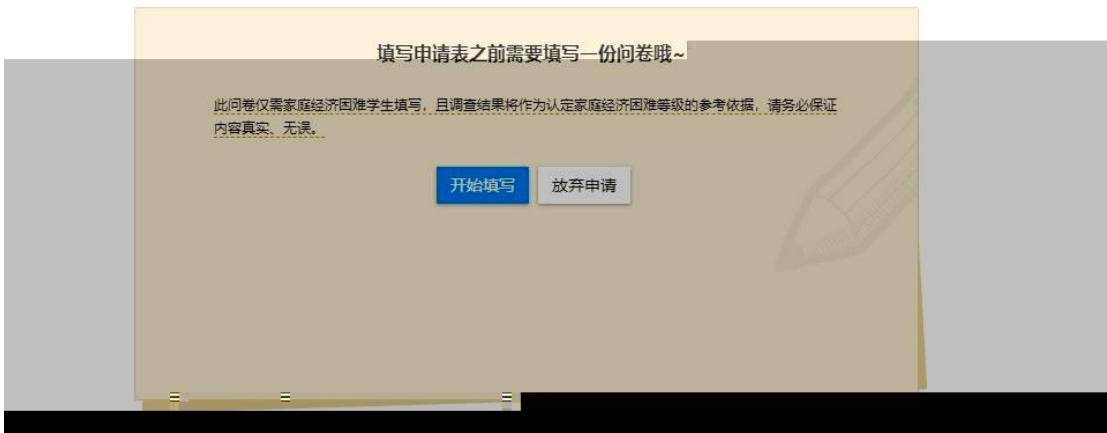 填写申请表之前需要填写一份问卷哦~
此问卷仅需家庭经济困难学生填写，且调查结果将作为认定家庭经济困难等级的参考依据，请务必保证
内容真实、无误。
开始填写 放弃申请